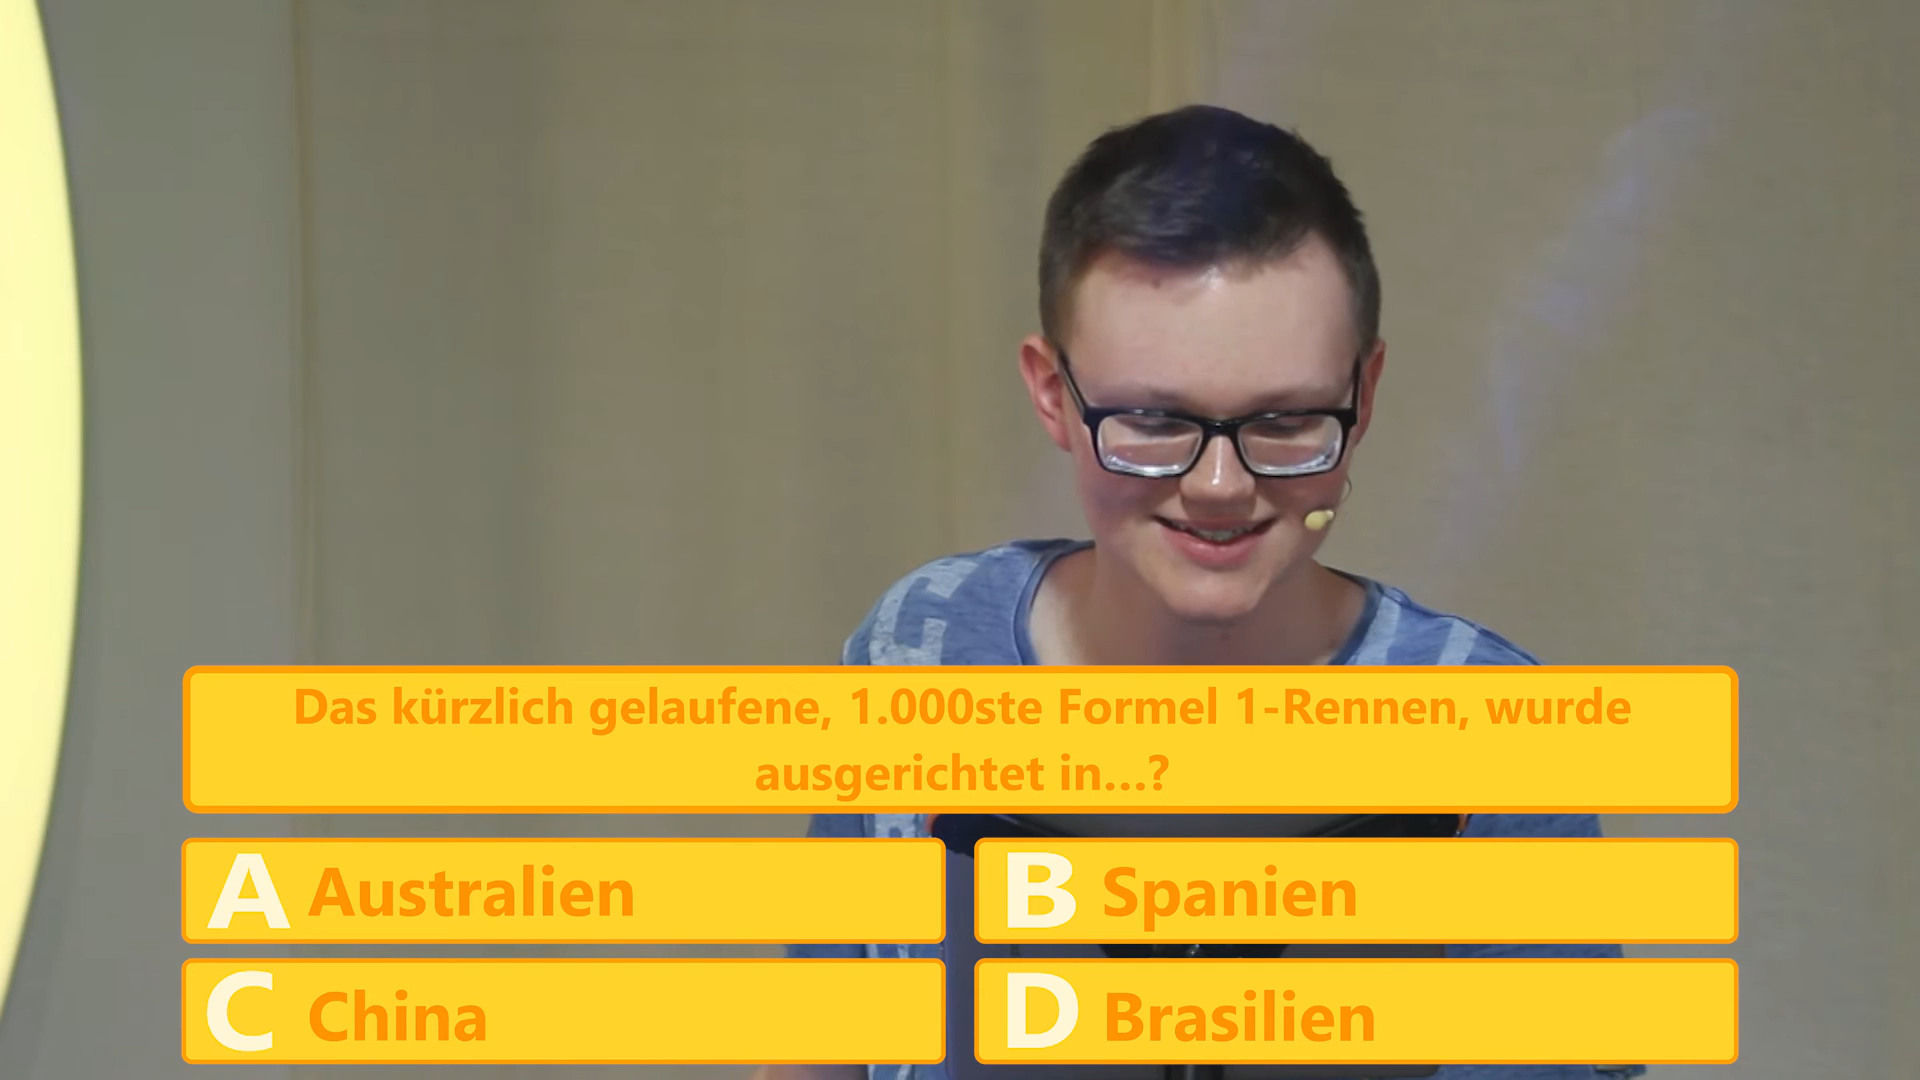 Das kürzlich gelaufene, 1.000ste Formel 1-Rennen, wurde
ausgerichtet in...?
A Australien
B Spanien
C China
D Brasilien